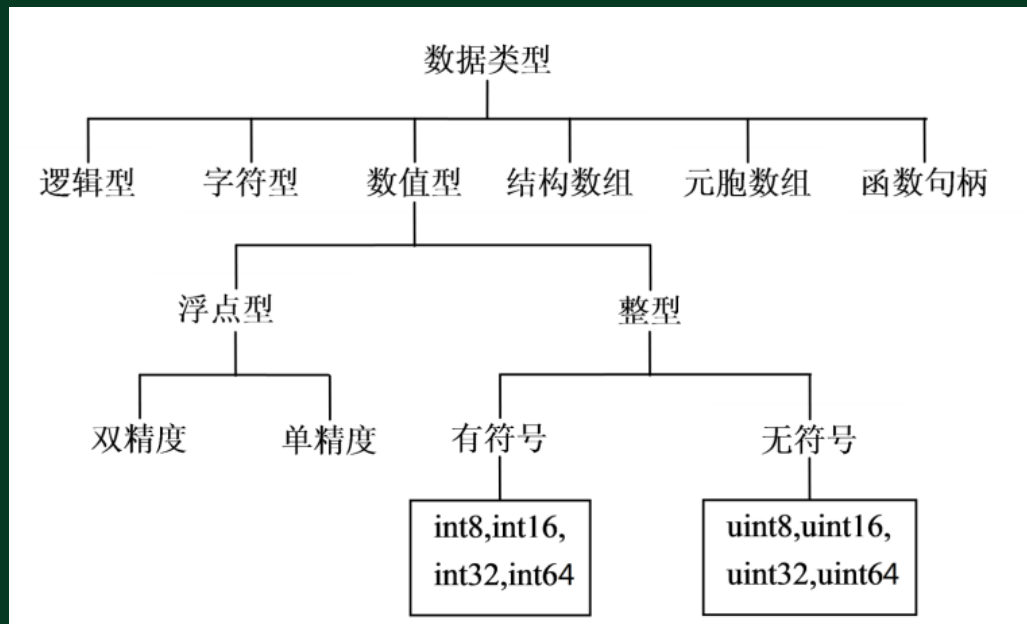 数据类型
逻辑型 字符型 数值型 结构数组 元胞数组 函数句柄
浮点型 整型
双精度 单精度 有符号 无符号
int8,int16, uint8,uint16,
int32,int64 uint32,uint64